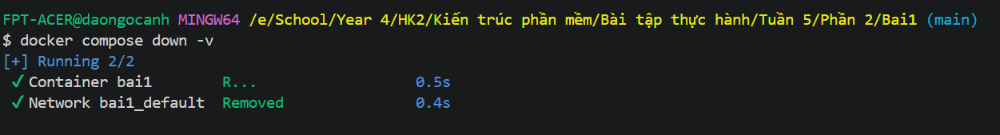 FPT-ACER@daongocanh MINGW64 /e/School/Year 4/HK2/Kiến trúc phần mềm/Bài tập thực hành/Tuần 5/Phần 2/Bai1 (main)
$ docker compose down -v
[+] Running 2/2
✓ Container bai1 R... 0.5s
✓ Network bai1_default Removed 0.4s